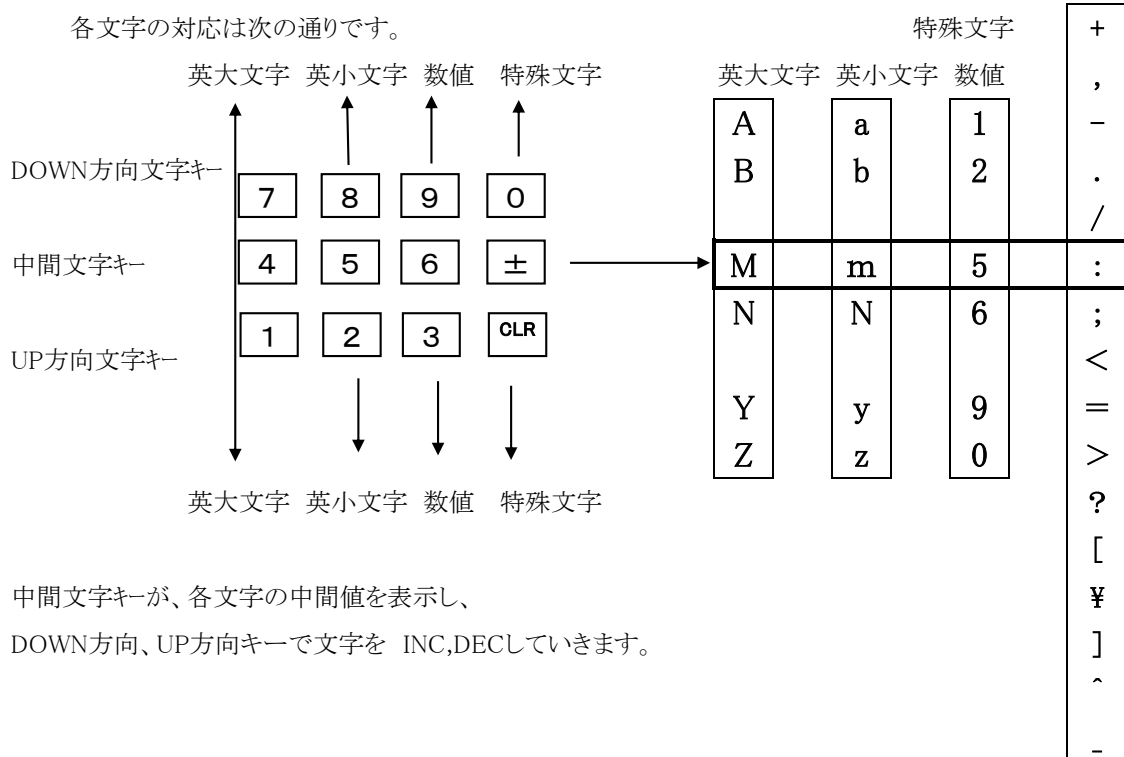 各文字の対応は次の通りです。
特殊文字
英大文字 英小文字 数値 特殊文字
英大文字 英小文字 数値
DOWN方向文字キー
7 8 9 0
中間文字キー
4 5 6 ±
UP方向文字キー
1 2 3 CLR
英大文字 英小文字 数値 特殊文字
A a 1
B b 2
M m 5 :
N N 6
Y y 9
Z z 0
+
,
-
.
/
;
<
=
>
?
[
¥
]
^
-
中間文字キーが、各文字の中間値を表示し、
DOWN方向、UP方向キーで文字を INC,DECしていきます。